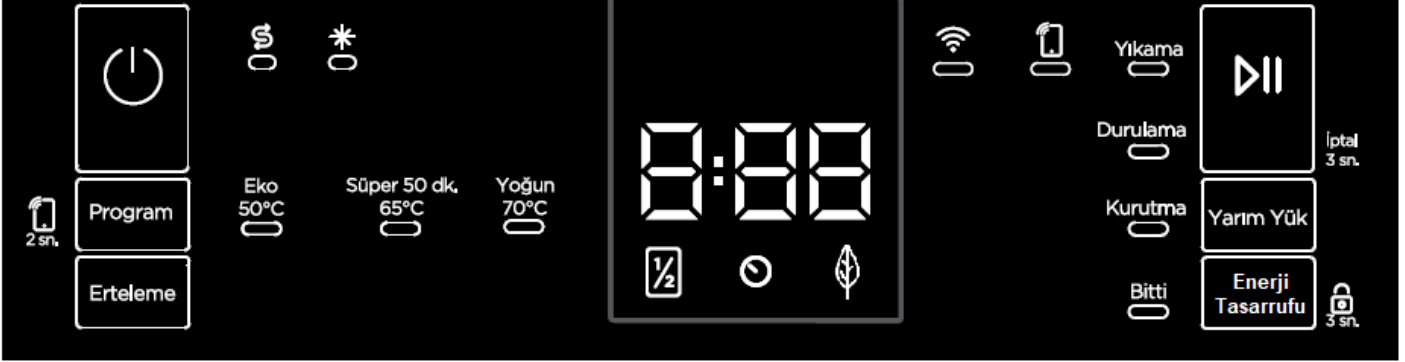 Program
2 sn.
Erteleme
Eko
50°C
Süper 50 dk.
65°C
Yoğun
70°C
8:88
1/2
Yıkama
Durulama
Kurutma
Bitti
İptal
3 sn.
Yarım Yük
Enerji
Tasarrufu
3 sn.